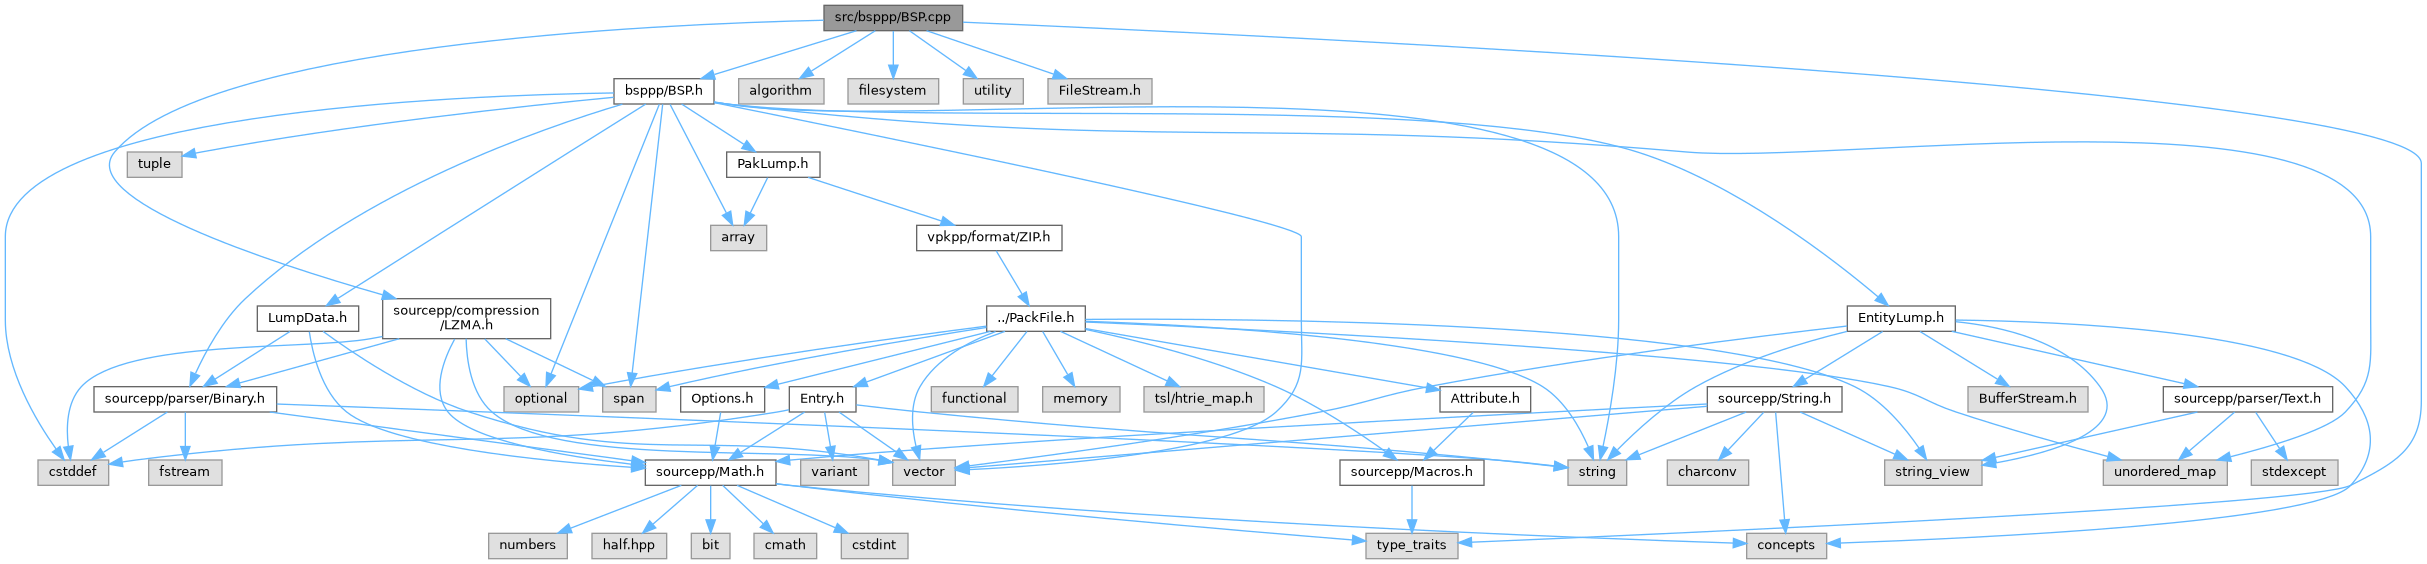 src/bsppp/BSP.cpp
bsppp/BSP.h
algorithm
filesystem
utility
FileStream.h
tuple
PakLump.h
array
vpkpp/format/ZIP.h
LumpData.h
sourcepp/compression
/LZMA.h
../PackFile.h
EntityLump.h
sourcepp/parser/Binary.h
optional
span
Options.h
Entry.h
functional
memory
tsl/htrie_map.h
Attribute.h
sourcepp/String.h
BufferStream.h
sourcepp/parser/Text.h
cstddef
fstream
sourcepp/Math.h
variant
vector
sourcepp/Macros.h
string
charconv
string_view
unordered_map
stdexcept
numbers
half.hpp
bit
cmath
cstdint
type_traits
concepts